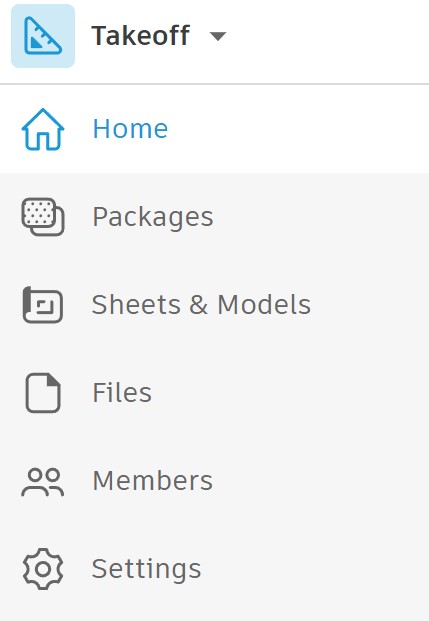 Takeoff
Home
Packages
Sheets & Models
Files
Members
Settings